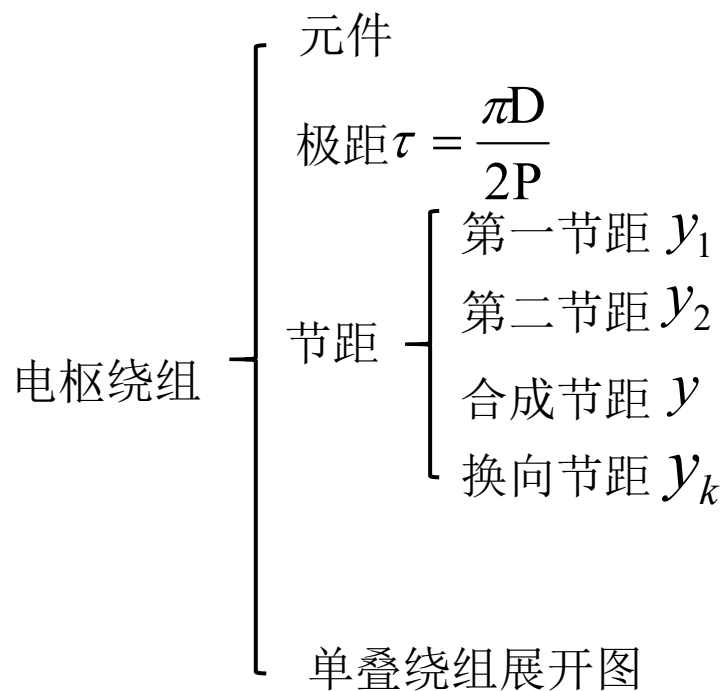 元件
极距τ = πD/2P
第一节距 y₁
第二节距 y₂
节距
电枢绕组
合成节距 y
换向节距 yₖ
单叠绕组展开图